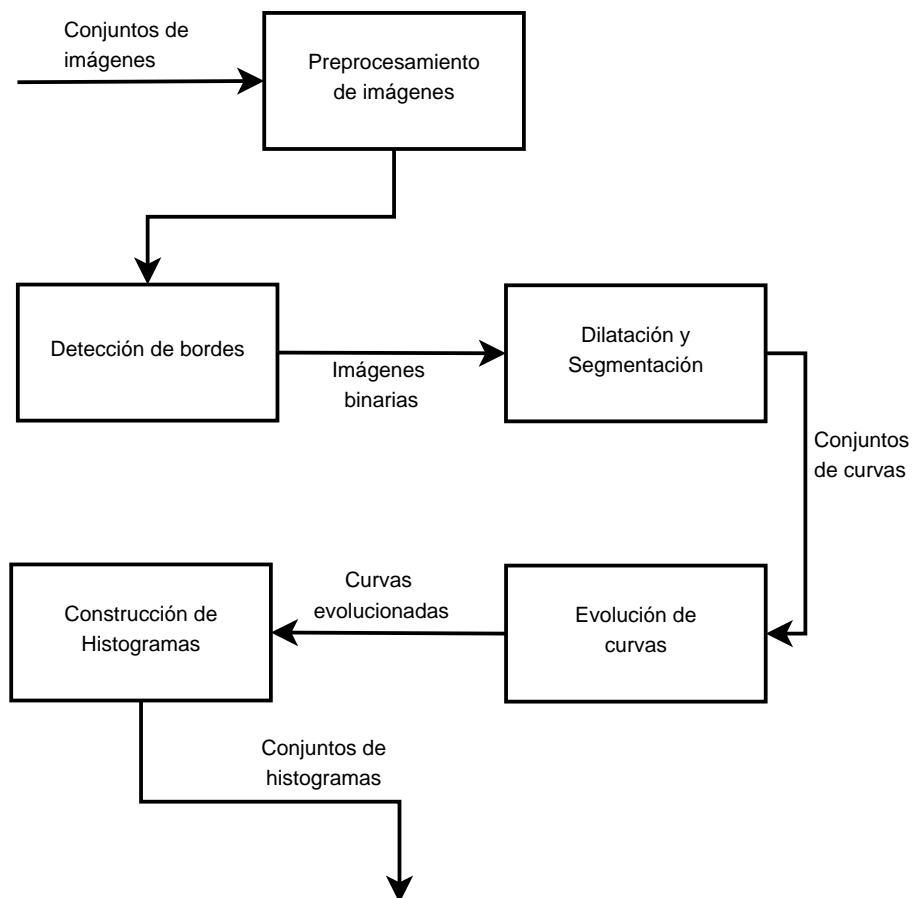 Conjuntos de
imágenes
Preprocesamiento
de imágenes
Detección de bordes
Imágenes
binarias
Dilatación y
Segmentación
Conjuntos
de curvas
Construcción de
Histogramas
Curvas
evolucionadas
Evolución de
curvas
Conjuntos de
histogramas